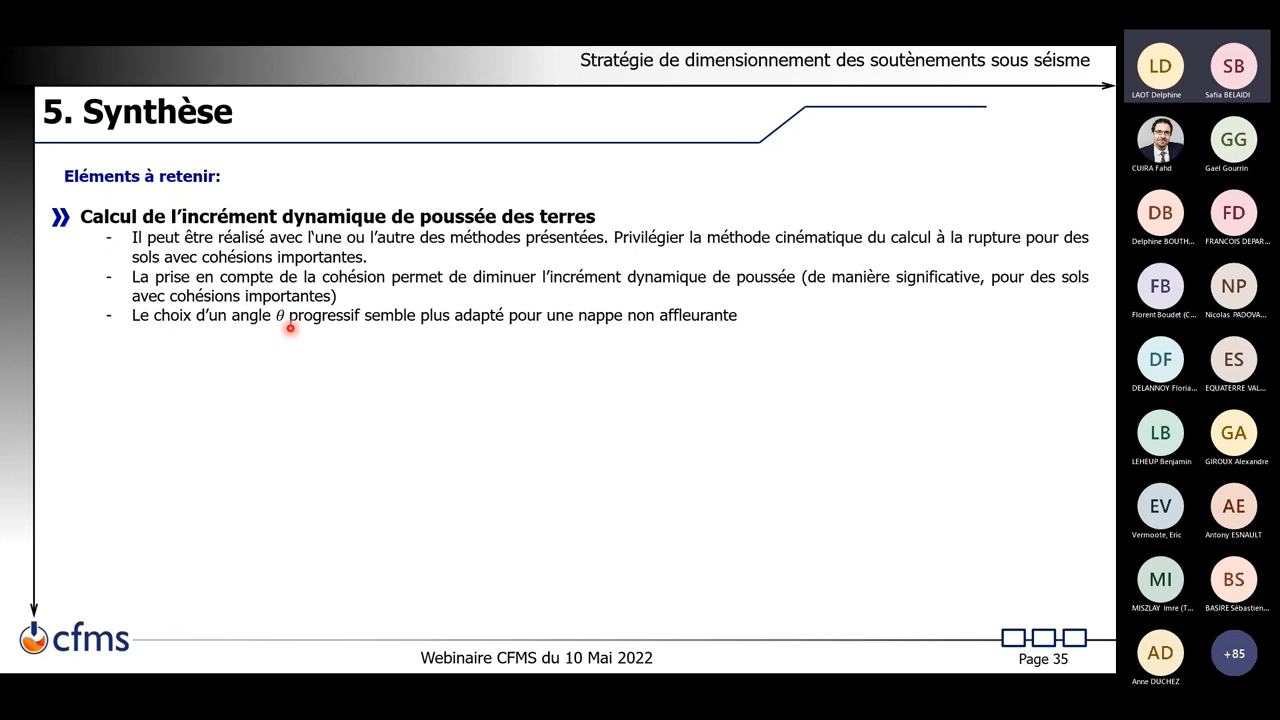 Stratégie de dimensionnement des soutènements sous séisme
5. Synthèse
Eléments à retenir:
Calcul de l'incrément dynamique de poussée des terres
- Il peut être réalisé avec l'une ou l'autre des méthodes présentées. Privilégier la méthode cinématique du calcul à la rupture pour des
sols avec cohésions importantes.
- La prise en compte de la cohésion permet de diminuer l'incrément dynamique de poussée (de manière significative, pour des sols
avec cohésions importantes)
- Le choix d'un angle θ progressif semble plus adapté pour une nappe non affleurante
cfms
Webinaire CFMS du 10 Mai 2022
Page 35
LD
SB
LAOT Delphine
Safia BELAIDI
GG
CUIRA Fahd
Gael Gourrin
DB
FD
Delphine BOUTH...
FRANCOIS DEPAR...
FB
NP
Florent Boudet (C...
Nicolas PADOVA...
DF
ES
DELANNOY Floria...
EQUATERRE VAL...
LB
GA
LEHEUP Benjamin
GIROUX Alexandre
EV
AE
Vermoote, Eric
Antony ESNAULT
MI
BS
MISZLAY Imre (T...
BASIRE Sébastien...
AD
+85
Anne DUCHEZ